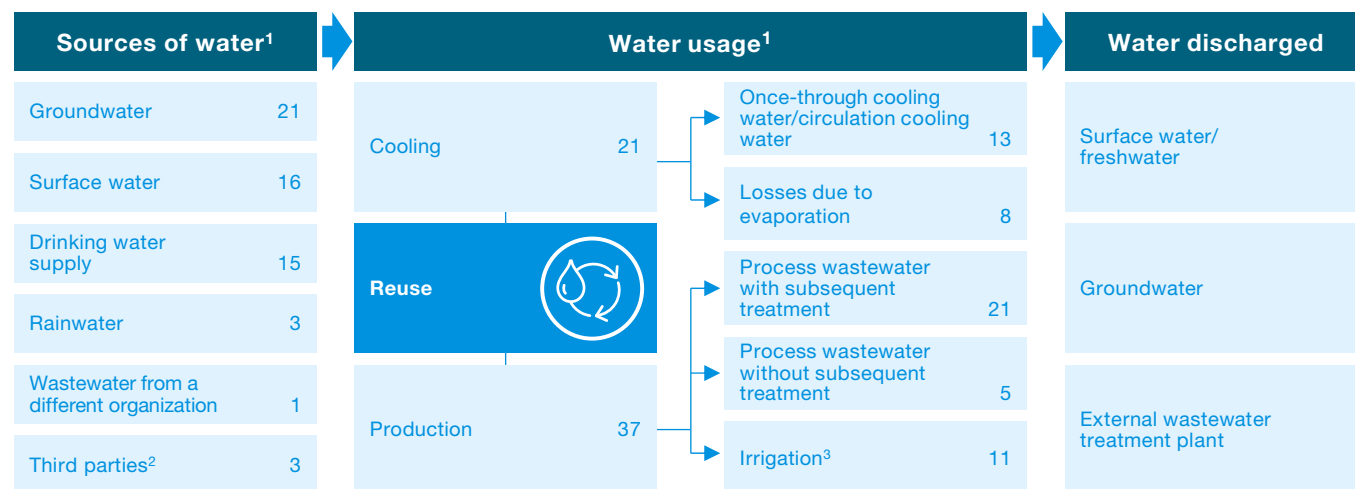 Sources of water¹
Water usage¹
Water discharged
Groundwater 21
Surface water 16
Drinking water
supply 15
Rainwater 3
Wastewater from a
different organization 1
Third parties² 3
Cooling 21
Reuse
Production 37
Once-through cooling
water/circulation cooling
water 13
Losses due to
evaporation 8
Process wastewater
with subsequent
treatment 21
Process wastewater
without subsequent
treatment 5
Irrigation³ 11
Surface water/
freshwater
Groundwater
External wastewater
treatment plant